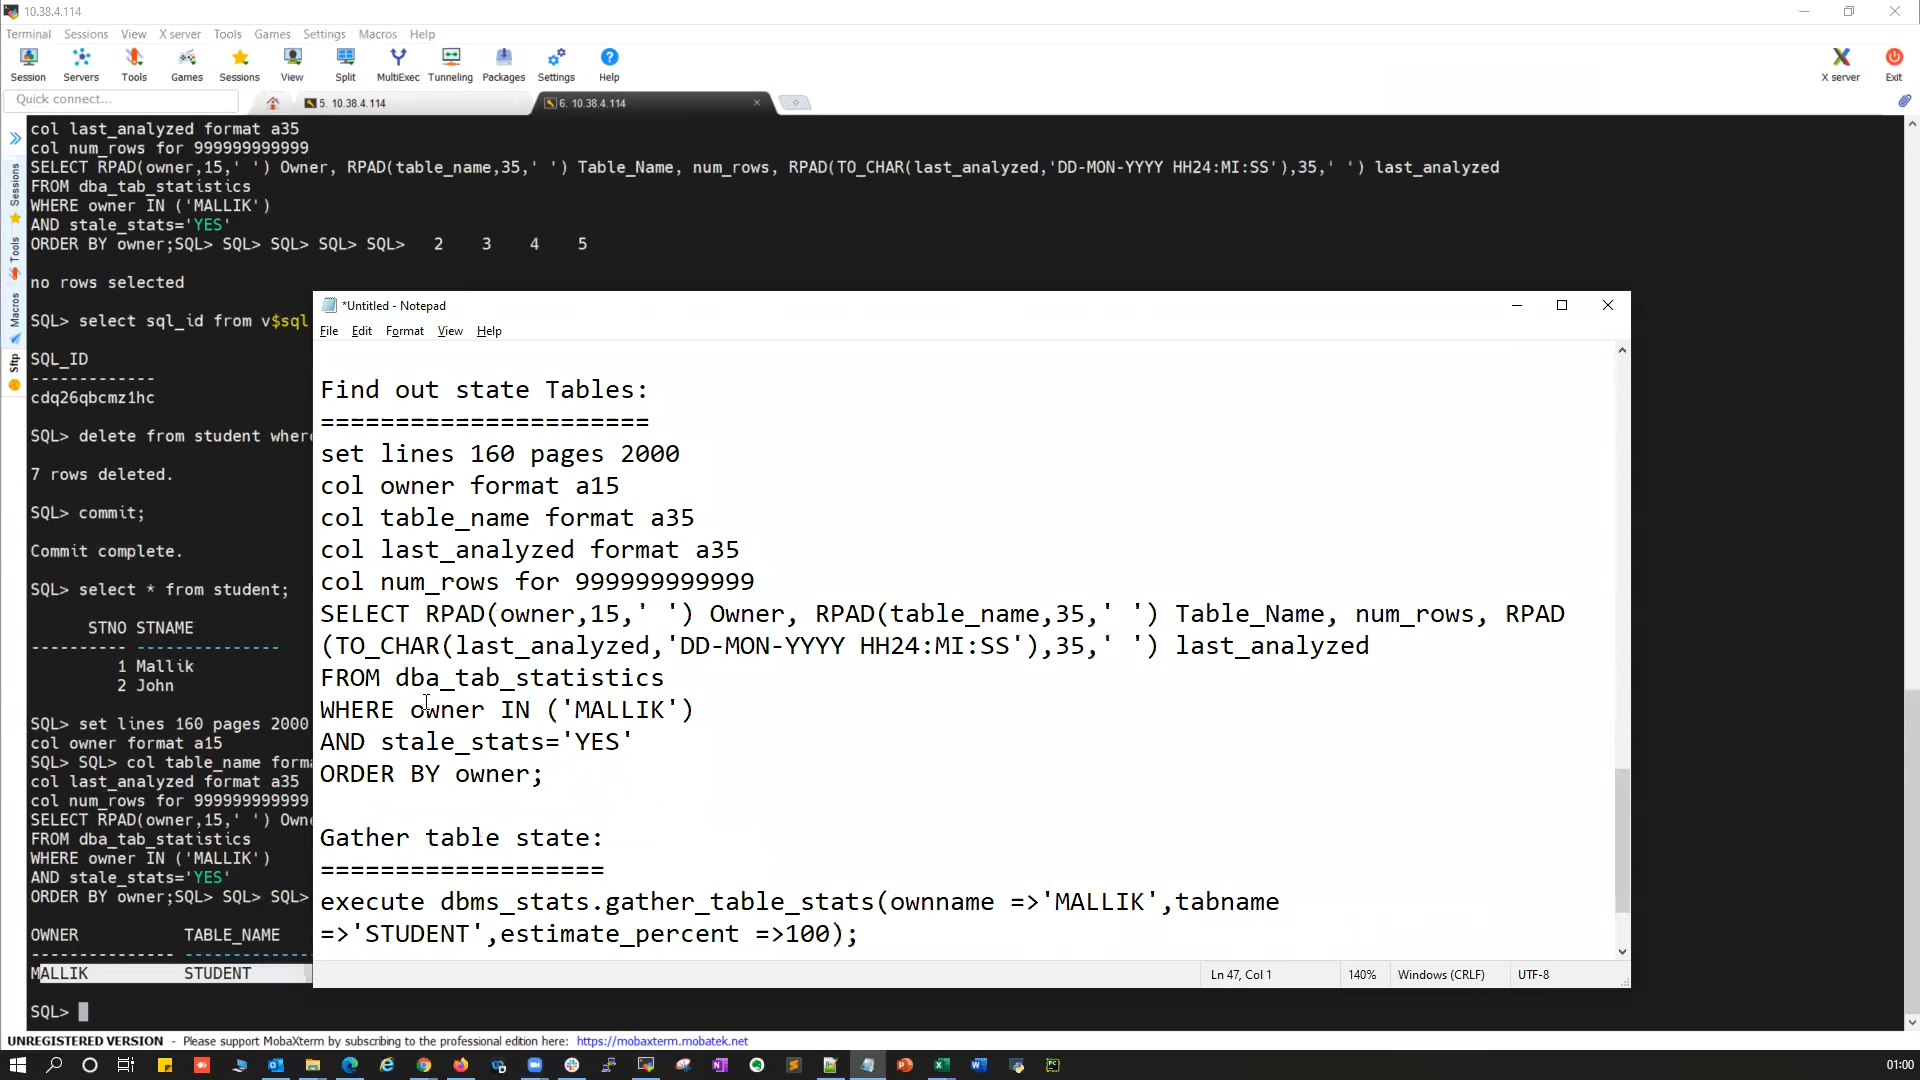 10.38.4.114
Terminal Sessions View X server Tools Games Settings Macros Help
Session Servers Tools Games Sessions View Split MultiExec Tunneling Packages Settings Help X server Exit
Quick connect...
5. 10.38.4.114
6. 10.38.4.114
Sessions
Tools
Macros
Sftp
col last_analyzed format a35
col num_rows for 999999999999
SELECT RPAD(owner,15,' ') Owner, RPAD(table_name,35,' ') Table_Name, num_rows, RPAD(TO_CHAR(last_analyzed,'DD-MON-YYYY HH24:MI:SS'),35,' ') last_analyzed
FROM dba_tab_statistics
WHERE owner IN ('MALLIK')
AND stale_stats='YES'
ORDER BY owner;SQL> SQL> SQL> SQL> SQL> 2 3 4 5
no rows selected
SQL> select sql_id from v$sql
SQL_ID
-------------
cdq26qbcmz1hc
SQL> delete from student where
7 rows deleted.
SQL> commit;
Commit complete.
SQL> select * from student;
STNO STNAME
---------- ---------------
1 Mallik
2 John
SQL> set lines 160 pages 2000
col owner format a15
SQL> SQL> col table_name forma
col last_analyzed format a35
col num_rows for 999999999999
SELECT RPAD(owner,15,' ') Owne
FROM dba_tab_statistics
WHERE owner IN ('MALLIK')
AND stale_stats='YES'
ORDER BY owner;SQL> SQL> SQL>
OWNER TABLE_NAME
--------------- -------------
MALLIK STUDENT
SQL>
*Untitled - Notepad
File Edit Format View Help
Find out state Tables:
======================
set lines 160 pages 2000
col owner format a15
col table_name format a35
col last_analyzed format a35
col num_rows for 999999999999
SELECT RPAD(owner,15,' ') Owner, RPAD(table_name,35,' ') Table_Name, num_rows, RPAD
(TO_CHAR(last_analyzed,'DD-MON-YYYY HH24:MI:SS'),35,' ') last_analyzed
FROM dba_tab_statistics
WHERE owner IN ('MALLIK')
AND stale_stats='YES'
ORDER BY owner;
Gather table state:
===================
execute dbms_stats.gather_table_stats(ownname =>'MALLIK',tabname
=>'STUDENT',estimate_percent =>100);
Ln 47, Col 1 140% Windows (CRLF) UTF-8
UNREGISTERED VERSION - Please support MobaXterm by subscribing to the professional edition here: https://mobaxterm.mobatek.net
01:00